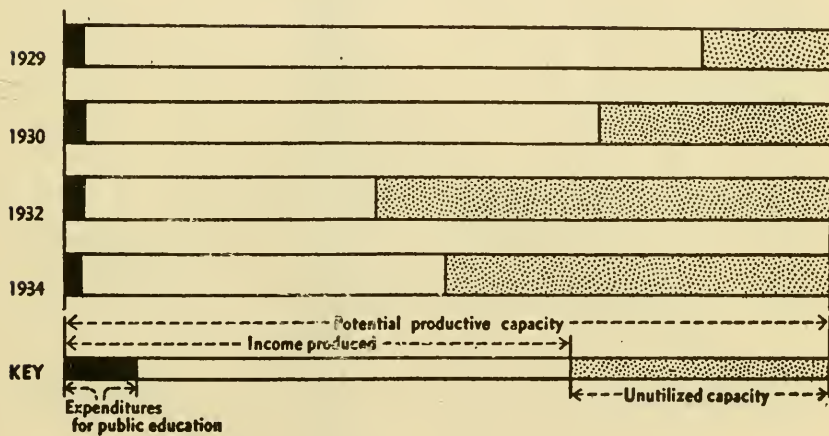 1929
1930
1932
1934
Potential productive capacity
Income produced
KEY
Unutilized capacity
Expenditures
for public education